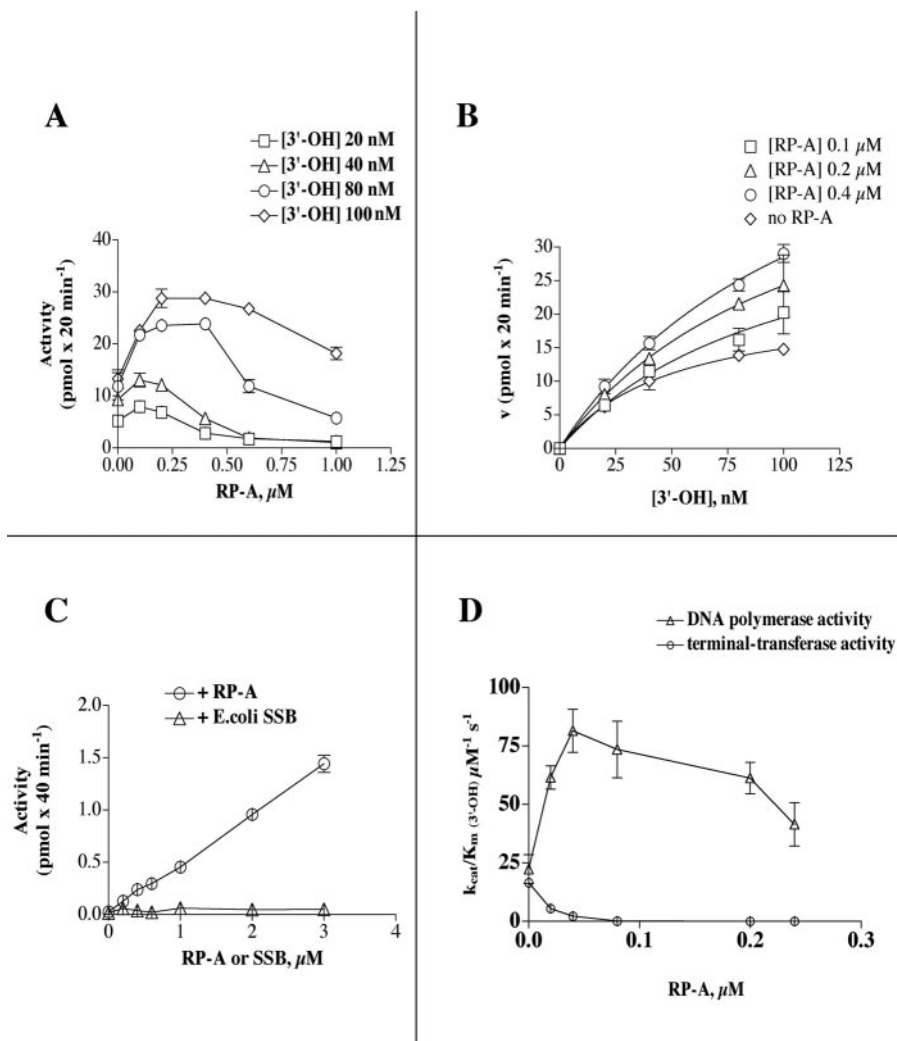 A
[3'-OH] 20 nM
[3'-OH] 40 nM
[3'-OH] 80 nM
[3'-OH] 100 nM
40
30
20
10
0
0.00 0.25 0.50 0.75 1.00 1.25
Activity
(pmol x 20 min⁻¹)
RP-A, µM
B
[RP-A] 0.1 µM
[RP-A] 0.2 µM
[RP-A] 0.4 µM
no RP-A
30
25
20
15
10
5
0
0 25 50 75 100 125
v (pmol x 20 min⁻¹)
[3'-OH], nM
C
+ RP-A
+ E.coli SSB
2.0
1.5
1.0
0.5
0.0
0 1 2 3 4
Activity
(pmol x 40 min⁻¹)
RP-A or SSB, µM
D
DNA polymerase activity
terminal-transferase activity
100
75
50
25
0
0.0 0.1 0.2 0.3
kcat/Km (3'-OH) µM⁻¹ s⁻¹
RP-A, µM